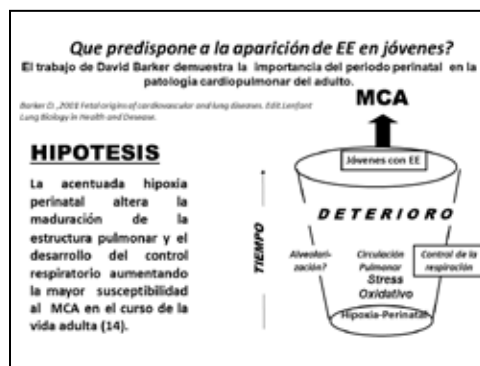 Que predispone a la aparición de EE en jóvenes?
El trabajo de David Barker demuestra la importancia del periodo perinatal en la
patología cardiopulmonar del adulto.
Barker D.,2001 Fetal origins of cardiovascular and lung diseases. Edit Lenfant
Lung Biology in Health and Desease.
MCA
HIPOTESIS
La acentuada hipoxia
perinatal altera la
maduración de la
estructura pulmonar y el
desarrollo del control
respiratorio aumentando
la mayor susceptibilidad
al MCA en el curso de la
vida adulta (14).
Jóvenes con EE
DETERIORO
TIEMPO
Alveolari-
zación?
Circulación
Pulmonar
Stress
Oxidativo
Control de la
respiración
Hipoxia-Perinatal